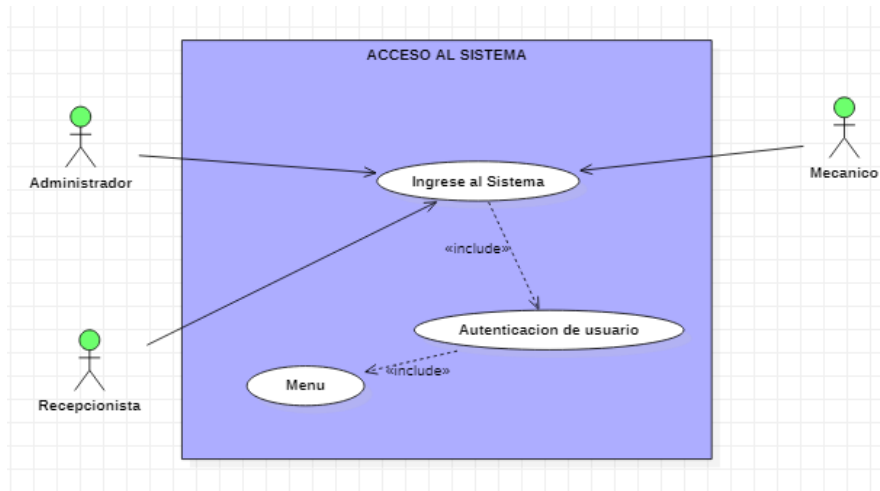 ACCESO AL SISTEMA
Administrador
Ingrese al Sistema
Mecanico
«include»
Autenticacion de usuario
«include»
Menu
Recepcionista